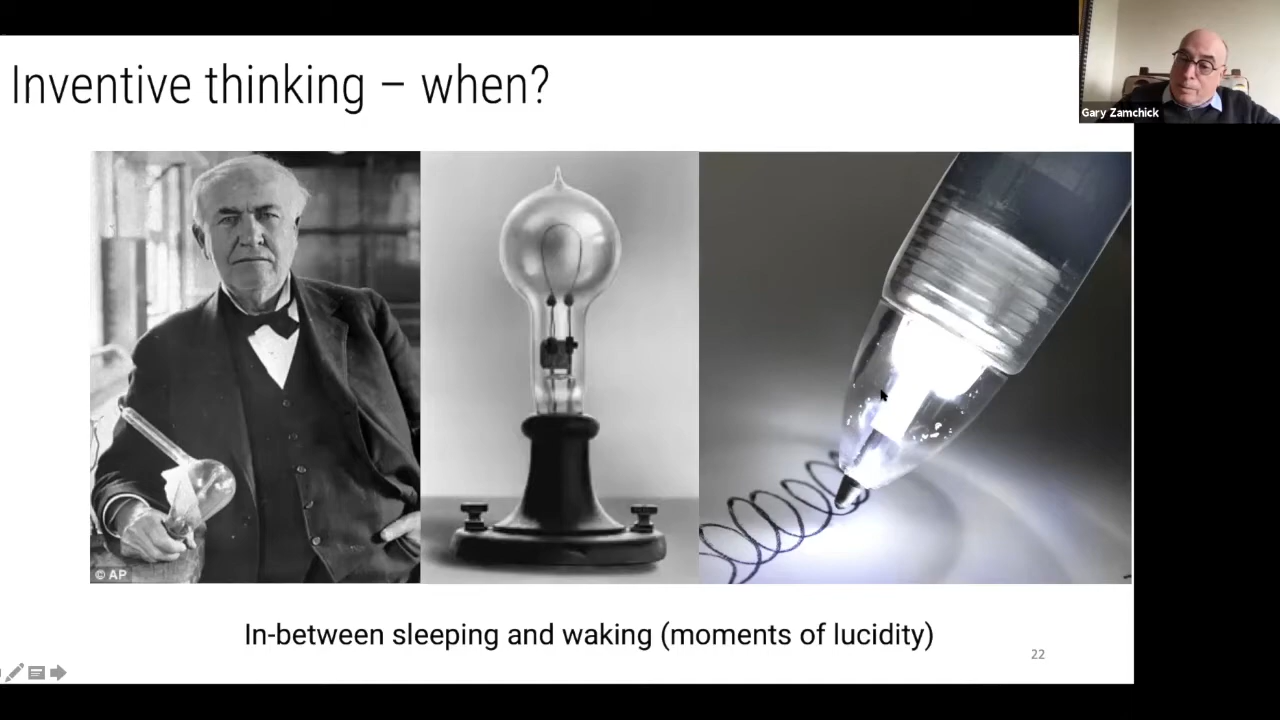 Inventive thinking – when?
Gary Zamchick
© AP
In-between sleeping and waking (moments of lucidity)
22